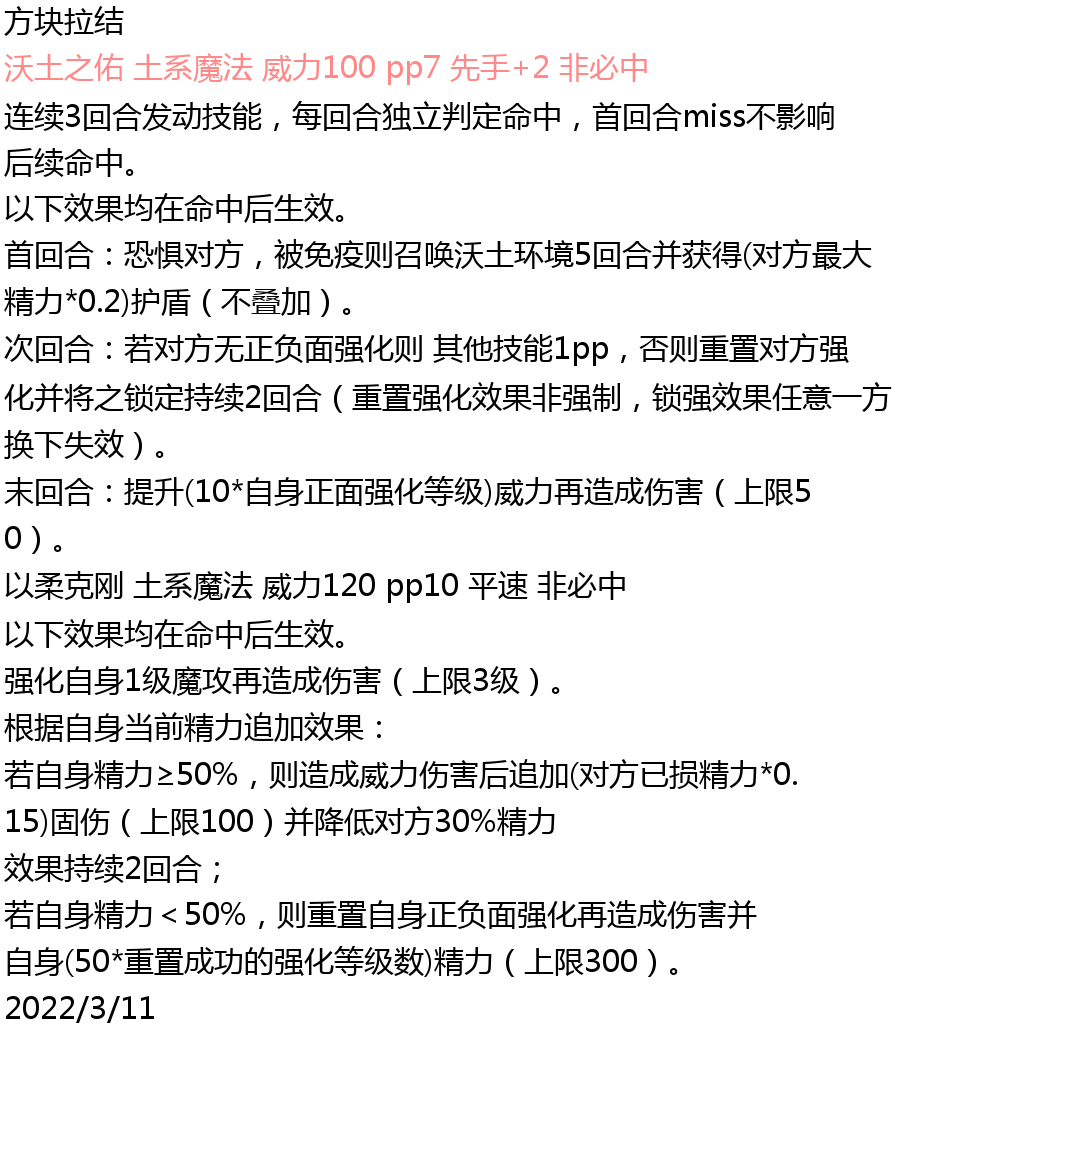 方块拉结
沃土之佑 土系魔法 威力100 pp7 先手+2 非必中
连续3回合发动技能，每回合独立判定命中，首回合miss不影响
后续命中。
以下效果均在命中后生效。
首回合：恐惧对方，被免疫则召唤沃土环境5回合并获得(对方最大
精力*0.2)护盾（不叠加）。
次回合：若对方无正负面强化则 其他技能1pp，否则重置对方强
化并将之锁定持续2回合（重置强化效果非强制，锁强效果任意一方
换下失效）。
末回合：提升(10*自身正面强化等级)威力再造成伤害（上限5
0）。
以柔克刚 土系魔法 威力120 pp10 平速 非必中
以下效果均在命中后生效。
强化自身1级魔攻再造成伤害（上限3级）。
根据自身当前精力追加效果：
若自身精力≥50%，则造成威力伤害后追加(对方已损精力*0.
15)固伤（上限100）并降低对方30%精力
效果持续2回合；
若自身精力＜50%，则重置自身正负面强化再造成伤害并
自身(50*重置成功的强化等级数)精力（上限300）。
2022/3/11